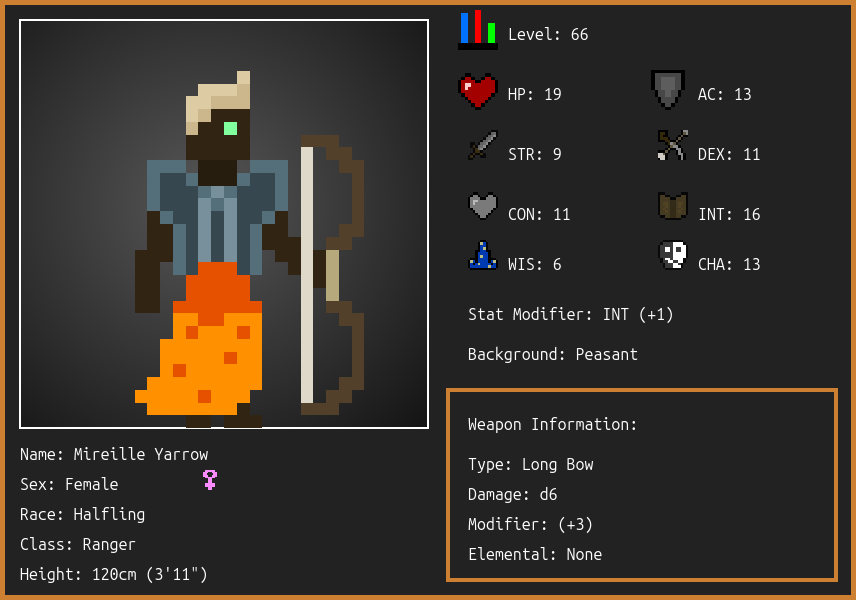 Level: 66
HP: 19
AC: 13
STR: 9
DEX: 11
CON: 11
INT: 16
WIS: 6
CHA: 13
Stat Modifier: INT (+1)
Background: Peasant
Weapon Information:
Type: Long Bow
Damage: d6
Modifier: (+3)
Elemental: None
Name: Mireille Yarrow
Sex: Female
Race: Halfling
Class: Ranger
Height: 120cm (3'11")